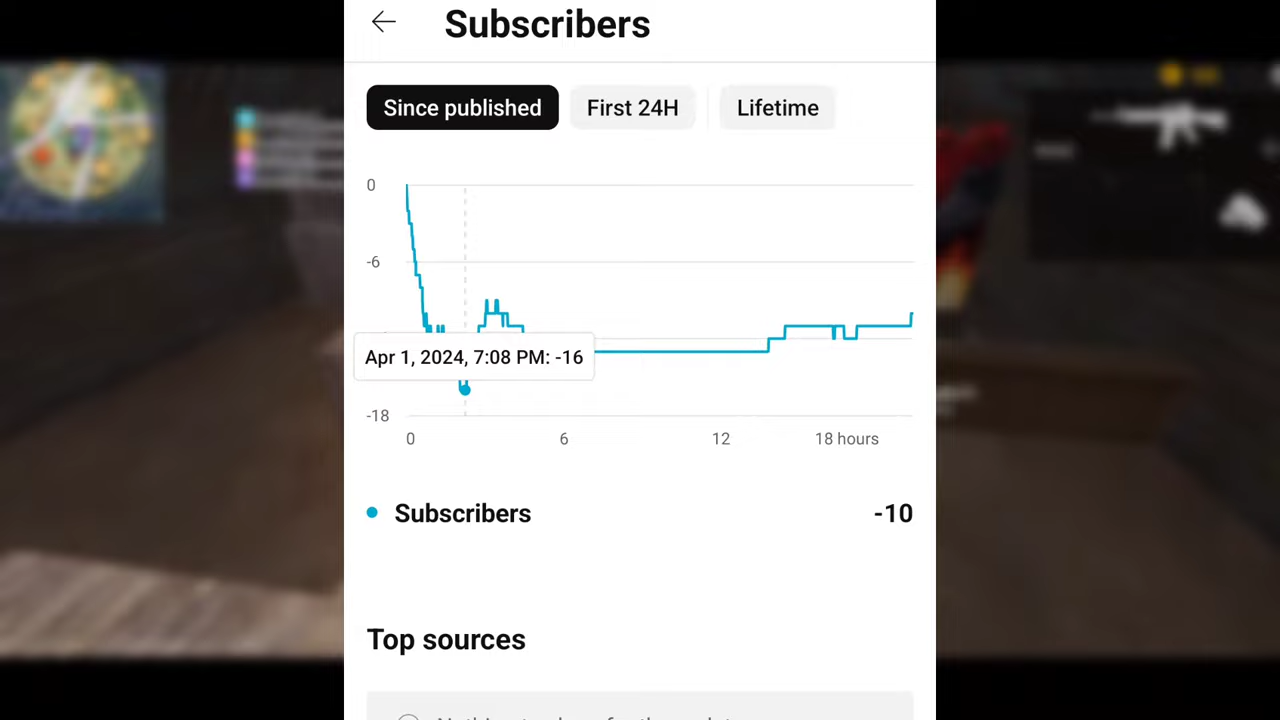 Subscribers
Since published First 24H Lifetime
0
-6
Apr 1, 2024, 7:08 PM: -16
-18
0 6 12 18 hours
Subscribers -10
Top sources